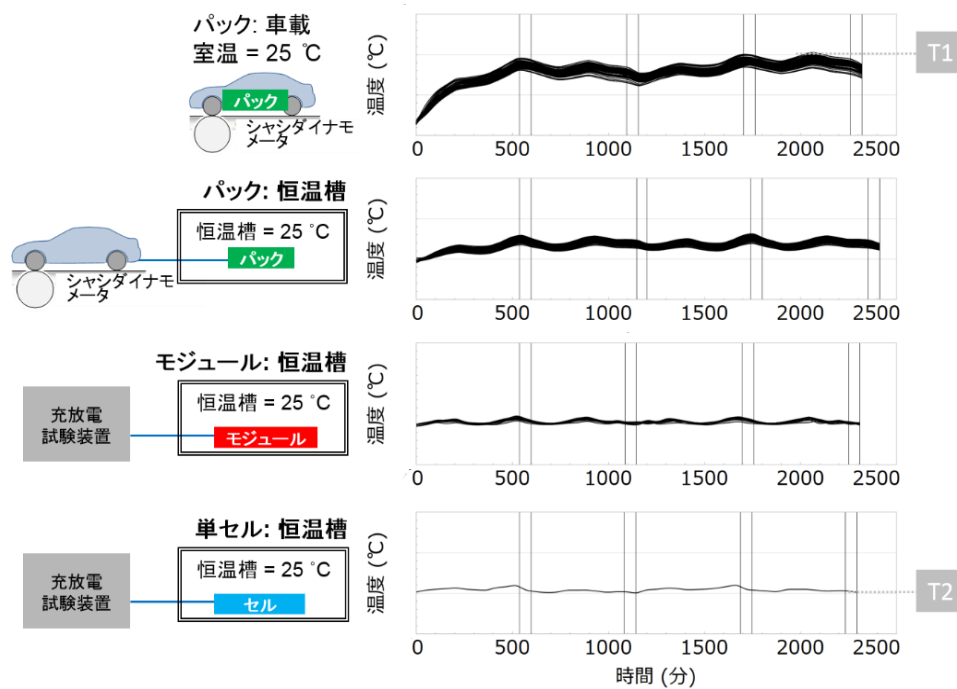 パック: 車載
室温 = 25 ℃
パック
シャシダイナモ
メータ
温度 (℃)
T1
0 500 1000 1500 2000 2500
パック: 恒温槽
恒温槽 = 25 ℃
パック
シャシダイナモ
メータ
温度 (℃)
0 500 1000 1500 2000 2500
モジュール: 恒温槽
充放電
試験装置
恒温槽 = 25 ℃
モジュール
温度 (℃)
0 500 1000 1500 2000 2500
単セル: 恒温槽
充放電
試験装置
恒温槽 = 25 ℃
セル
温度 (℃)
T2
0 500 1000 1500 2000 2500
時間 (分)